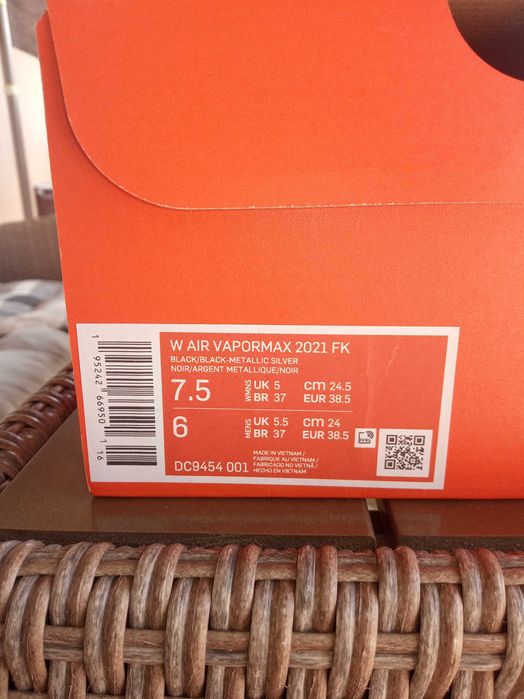 W AIR VAPORMAX 2021 FK
BLACK/BLACK-METALLIC SILVER
NOIR/ARGENT METALLIQUE/NOIR
7.5 WMNS UK 5 cm 24.5
BR 37 EUR 38.5
6 MENS UK 5.5 cm 24
BR 37 EUR 38.5
DC9454 001
MADE IN VIETNAM /
FABRIQUE AU VIETNAM /
FABRICADO NO VIETNÃ /
HECHO EN VIETNAM
1 95242 66950 1 16